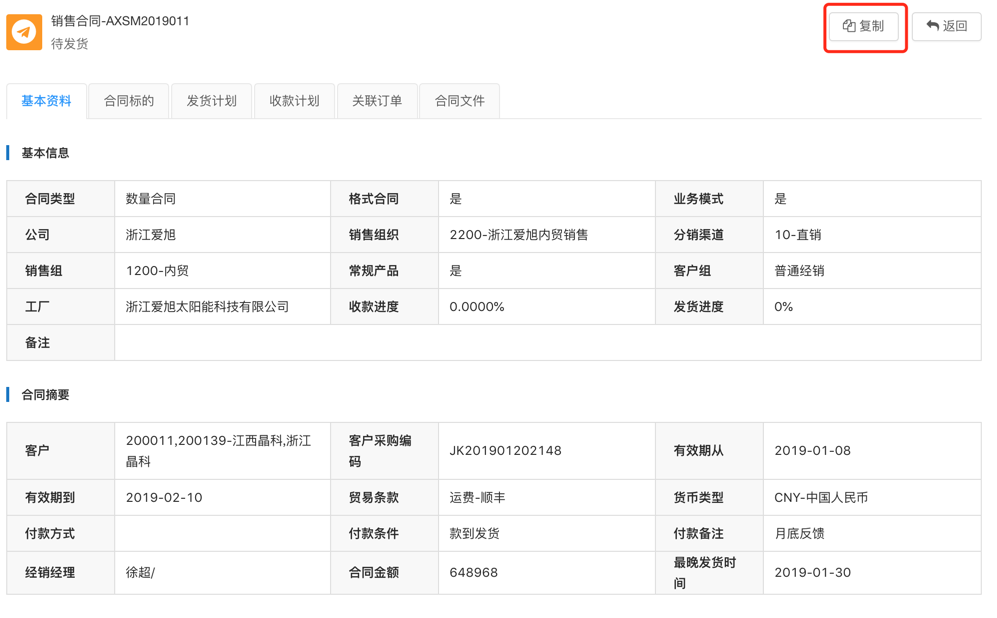 销售合同-AXSM2019011
待发货
复制
返回
基本资料
合同标的
发货计划
收款计划
关联订单
合同文件
基本信息
合同类型 数量合同 格式合同 是 业务模式 是
公司 浙江爱旭 销售组织 2200-浙江爱旭内贸销售 分销渠道 10-直销
销售组 1200-内贸 常规产品 是 客户组 普通经销
工厂 浙江爱旭太阳能科技有限公司 收款进度 0.0000% 发货进度 0%
备注
合同摘要
客户 200011,200139-江西晶科,浙江
晶科 客户采购编
码 JK201901202148 有效期从 2019-01-08
有效期到 2019-02-10 贸易条款 运费-顺丰 货币类型 CNY-中国人民币
付款方式 付款条件 款到发货 付款备注 月底反馈
经销经理 徐超/ 合同金额 648968 最晚发货时
间 2019-01-30